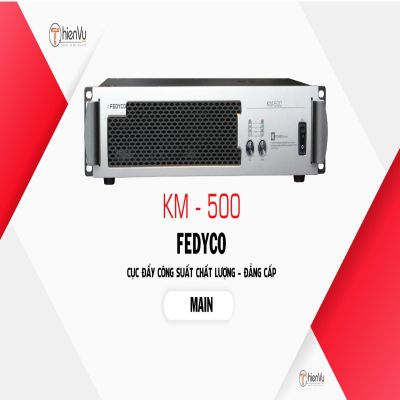 ThienVu
FEDYCO
KM-500
KM - 500
FEDYCO
CỤC ĐẨY CÔNG SUẤT CHẤT LƯỢNG - ĐẲNG CẤP
MAIN
ThienVu